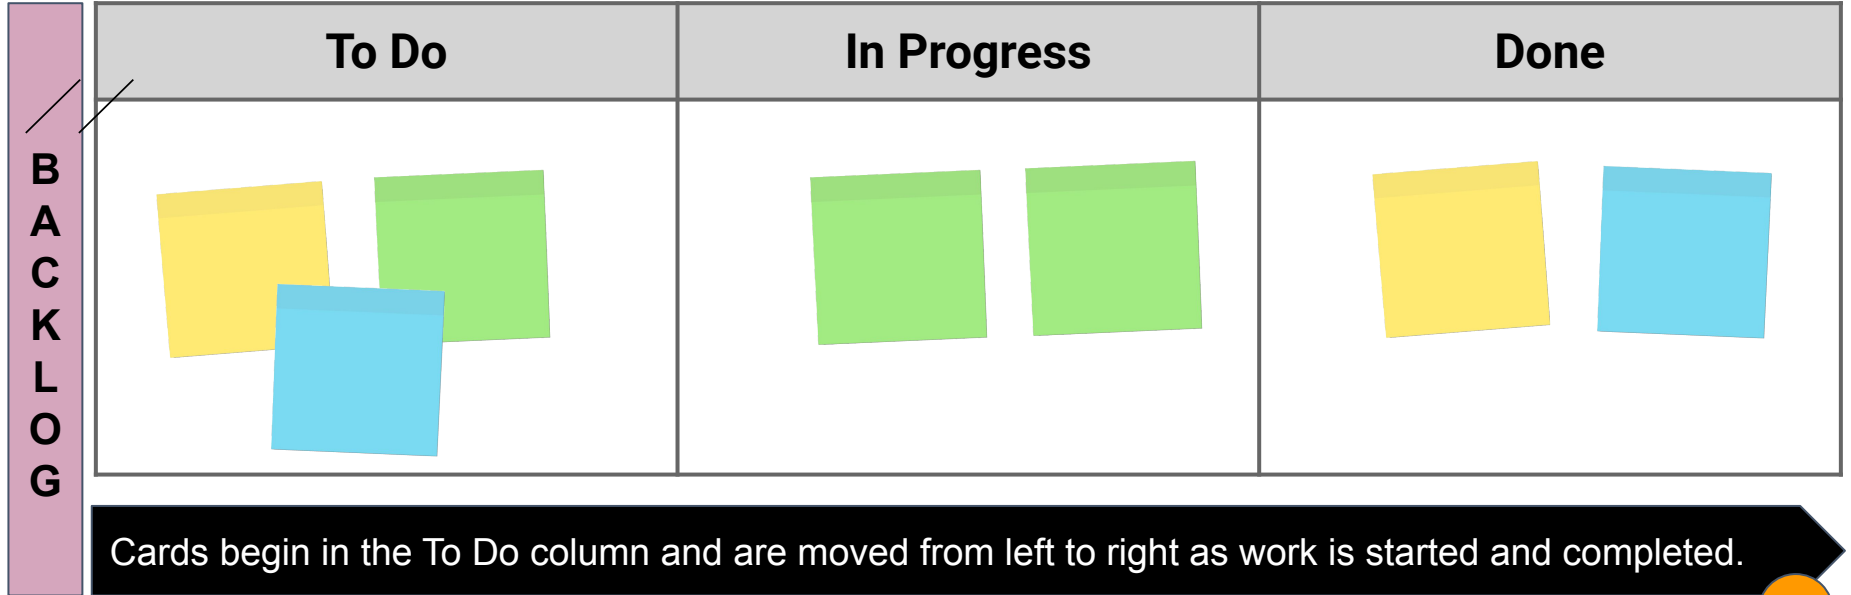 To Do
In Progress
Done
BACKLOG
Cards begin in the To Do column and are moved from left to right as work is started and completed.